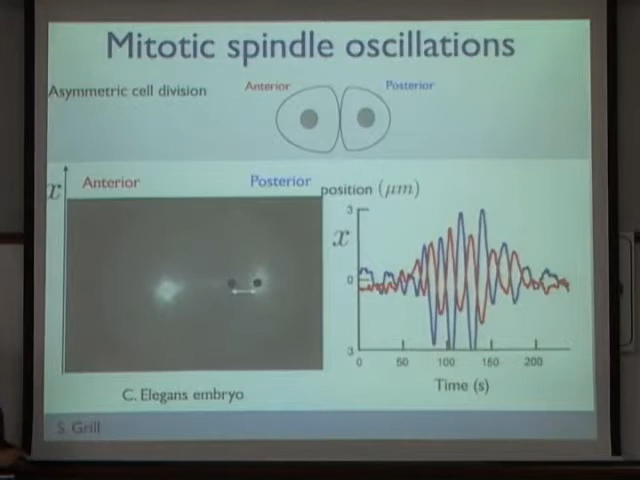 Mitotic spindle oscillations
Asymmetric cell division
Anterior
Posterior
x
Anterior
Posterior
position (μm)
x
3
0
3
0 50 100 150 200
Time (s)
C. Elegans embryo
S. Grill